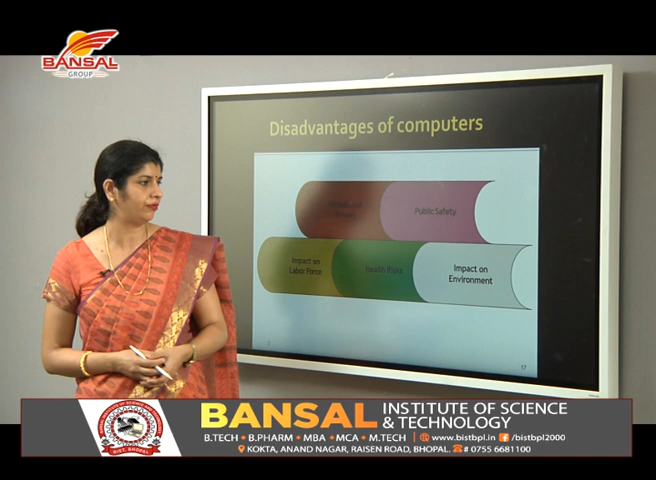 BANSAL
GROUP
Disadvantages of computers
Public Safety
Impact on
Labor Force
Health Risks
Impact on
Environment
17
BANSAL INSTITUTE OF SCIENCE
& TECHNOLOGY
B.TECH • B.PHARM • MBA • MCA • M.TECH | www.bistbpl.in f/bistbpl2000
KOKTA, ANAND NAGAR, RAISEN ROAD, BHOPAL. # 0755 6681100
BIST, BHOPAL